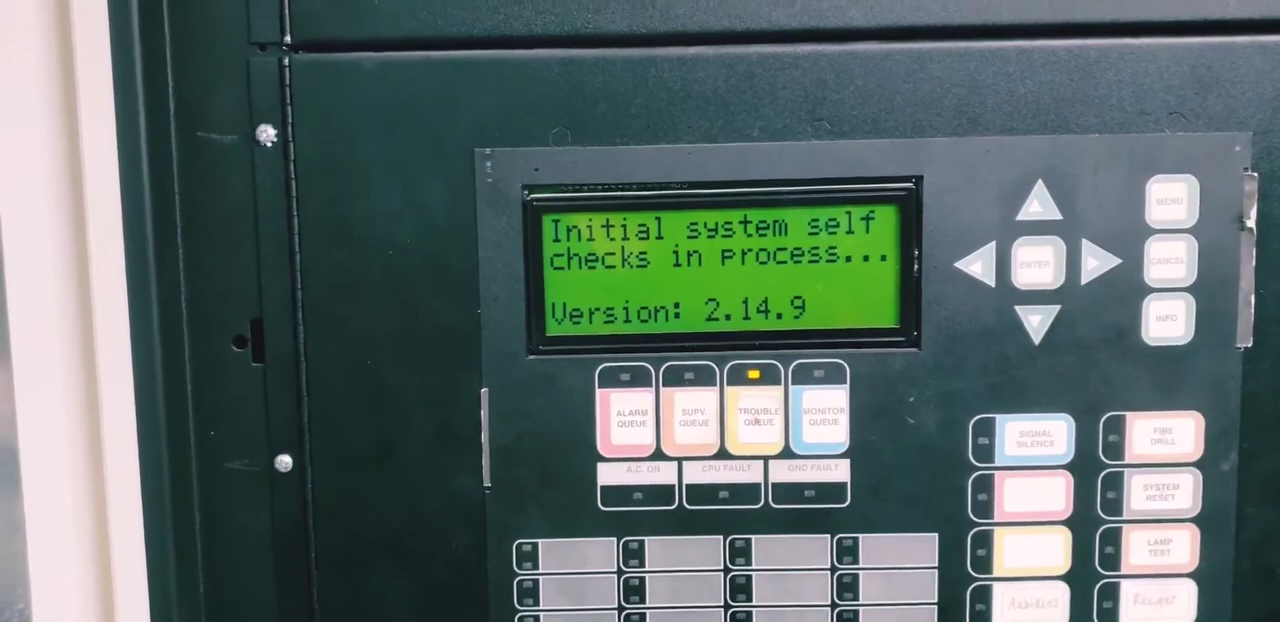 Initial system self
checks in process...
Version: 2.14.9
MENU
ENTER
CANCEL
INFO
ALARM
QUEUE
SUPV.
QUEUE
TROUBLE
QUEUE
MONITOR
QUEUE
A.C. ON
CPU FAULT
GND FAULT
SIGNAL
SILENCE
FIRE
DRILL
SYSTEM
RESET
LAMP
TEST